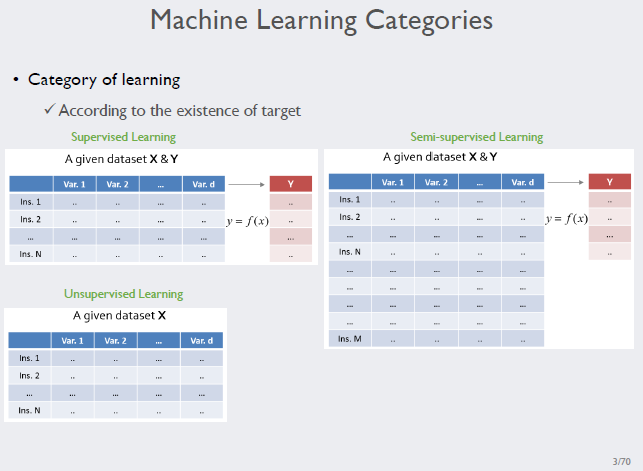 Machine Learning Categories
• Category of learning
✓ According to the existence of target
Supervised Learning
A given dataset X & Y
Var. 1 Var. 2 ... Var. d Y
Ins. 1 .. .. ... .. ..
Ins. 2 .. .. ... .. ..
... ... ... ... ... ...
Ins. N .. .. ... .. ..
y = f(x)
Semi-supervised Learning
A given dataset X & Y
Var. 1 Var. 2 ... Var. d Y
Ins. 1 .. .. ... .. ..
Ins. 2 .. .. ... .. ..
... ... ... ... ... ...
Ins. N .. .. .. .. ..
... ... ... ... ...
... ... ... ... ...
... ... ... ... ...
... ... ... ... ...
Ins. M .. .. .. ..
y = f(x)
Unsupervised Learning
A given dataset X
Var. 1 Var. 2 ... Var. d
Ins. 1 .. .. ... ..
Ins. 2 .. .. ... ..
... ... ... ... ...
Ins. N .. .. ... ..
3/70